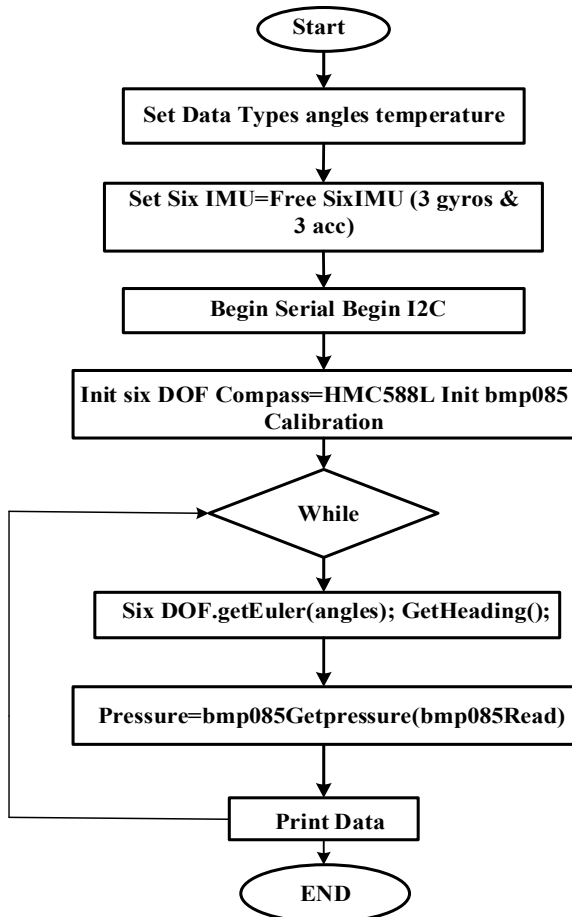 Start
Set Data Types angles temperature
Set Six IMU=Free SixIMU (3 gyros &
3 acc)
Begin Serial Begin I2C
Init six DOF Compass=HMC588L Init bmp085
Calibration
While
Six DOF.getEuler(angles); GetHeading();
Pressure=bmp085Getpressure(bmp085Read)
Print Data
END